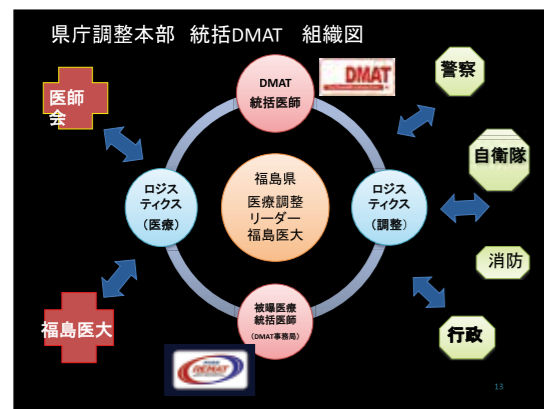 県庁調整本部 統括DMAT 組織図
DMAT
統括医師
DMAT
警察
医師
会
自衛隊
ロジス
ティクス
(医療)
福島県
医療調整
リーダー
福島医大
ロジス
ティクス
(調整)
消防
福島医大
被曝医療
統括医師
(DMAT事務局)
行政
REMAT
13